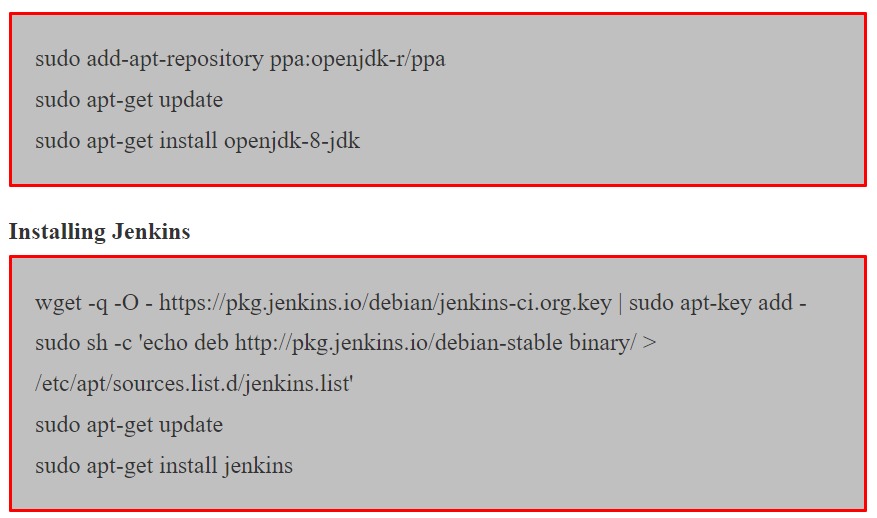 sudo add-apt-repository ppa:openjdk-r/ppa
sudo apt-get update
sudo apt-get install openjdk-8-jdk
Installing Jenkins
wget -q -O - https://pkg.jenkins.io/debian/jenkins-ci.org.key | sudo apt-key add -
sudo sh -c 'echo deb http://pkg.jenkins.io/debian-stable binary/ >
/etc/apt/sources.list.d/jenkins.list'
sudo apt-get update
sudo apt-get install jenkins